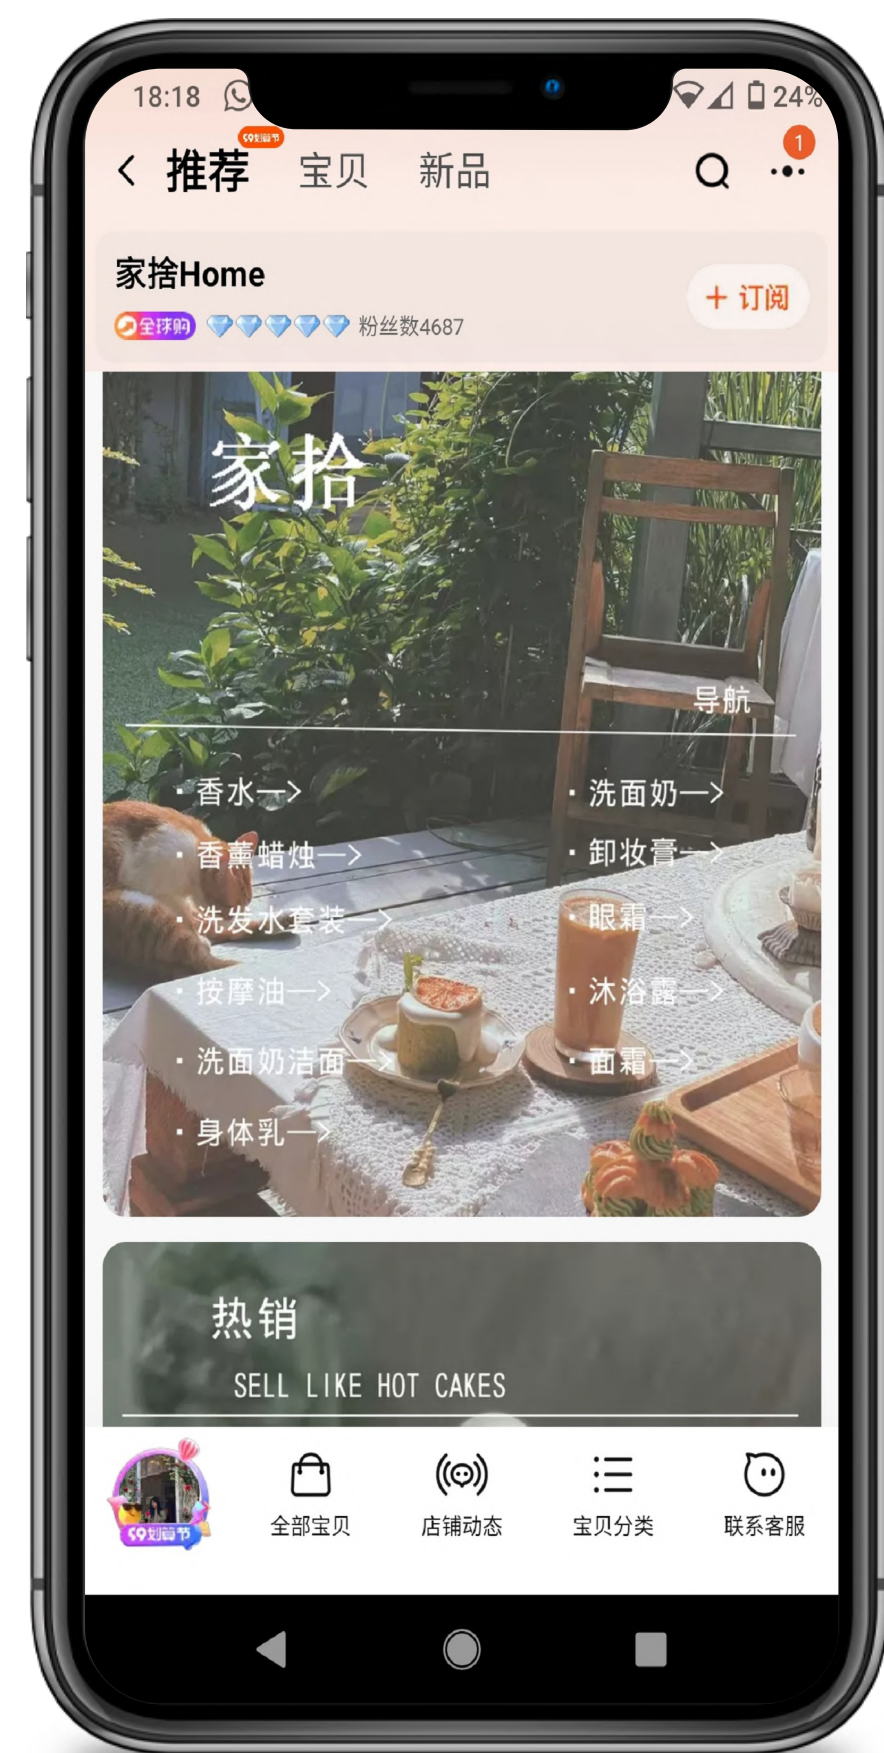 18:18 24%
99划算节
推荐 宝贝 新品 1
家捨Home
全球购 粉丝数4687
+ 订阅
家拾
导航
· 香水—> · 洗面奶—>
· 香薰蜡烛—> · 卸妆膏—>
· 洗发水套装—> · 眼霜—>
· 按摩油—> · 沐浴露—>
· 洗面奶洁面—> · 面霜—>
· 身体乳—>
热销
SELL LIKE HOT CAKES
99划算节
全部宝贝 店铺动态 宝贝分类 联系客服